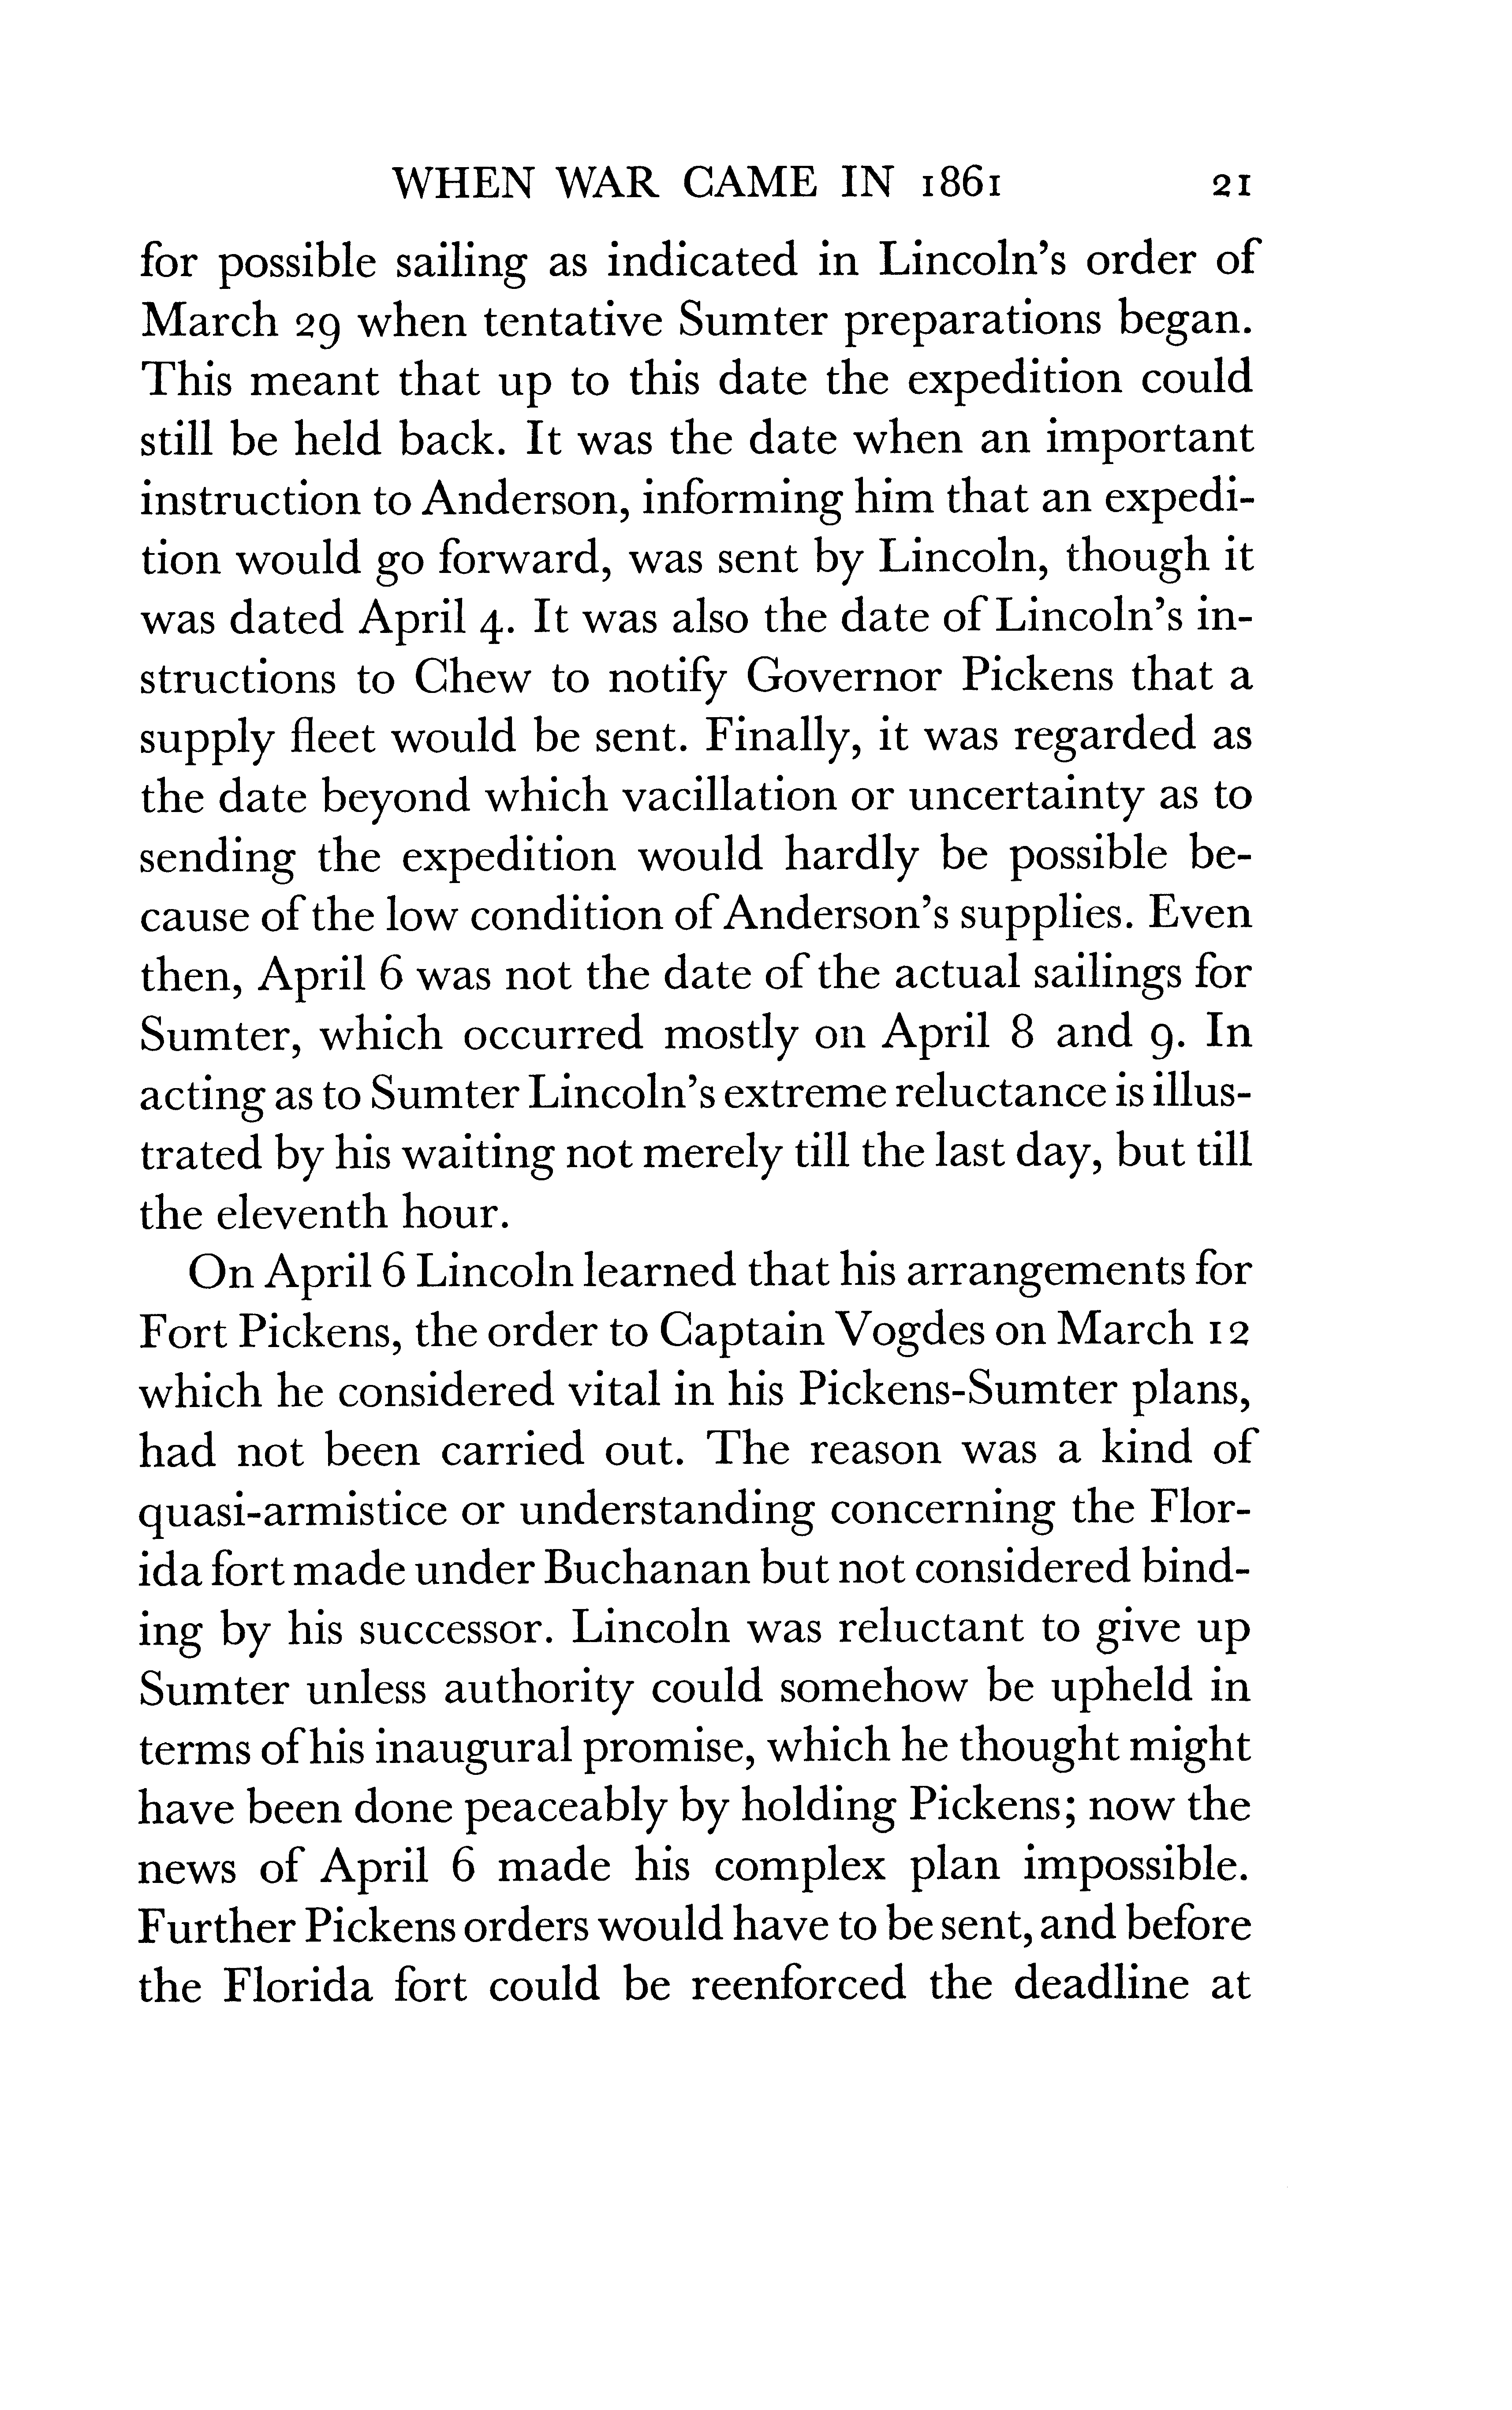 WHEN WAR CAME IN 1861 21
for possible sailing as indicated in Lincoln's order of
March 29 when tentative Sumter preparations began.
This meant that up to this date the expedition could
still be held back. It was the date when an important
instruction to Anderson, informing him that an expedi-
tion would go forward, was sent by Lincoln, though it
was dated April 4. It was also the date of Lincoln's in-
structions to Chew to notify Governor Pickens that a
supply fleet would be sent. Finally, it was regarded as
the date beyond which vacillation or uncertainty as to
sending the expedition would hardly be possible be-
cause of the low condition of Anderson's supplies. Even
then, April 6 was not the date of the actual sailings for
Sumter, which occurred mostly on April 8 and 9. In
acting as to Sumter Lincoln's extreme reluctance is illus-
trated by his waiting not merely till the last day, but till
the eleventh hour.
On April 6 Lincoln learned that his arrangements for
Fort Pickens, the order to Captain Vogdes on March 12
which he considered vital in his Pickens-Sumter plans,
had not been carried out. The reason was a kind of
quasi-armistice or understanding concerning the Flor-
ida fort made under Buchanan but not considered bind-
ing by his successor. Lincoln was reluctant to give up
Sumter unless authority could somehow be upheld in
terms of his inaugural promise, which he thought might
have been done peaceably by holding Pickens; now the
news of April 6 made his complex plan impossible.
Further Pickens orders would have to be sent, and before
the Florida fort could be reenforced the deadline at